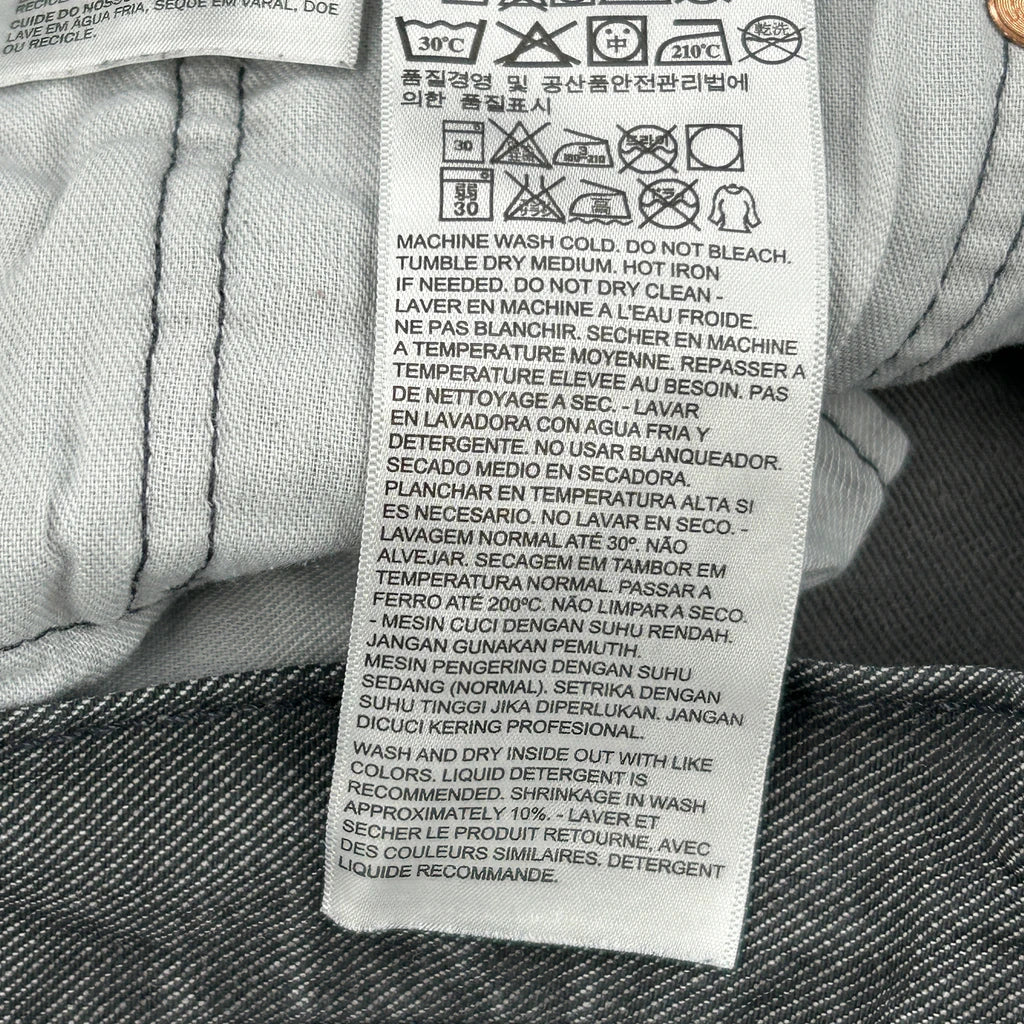 CUIDE DO NOSSO
LAVE EM ÁGUA FRIA, SEQUE EM VARAL, DOE
OU RECICLE.
30°C 中 210°C 乾洗
품질경영 및 공산품안전관리법에
의한 품질표시
30 3 180~210 드라이
약 30
MACHINE WASH COLD. DO NOT BLEACH.
TUMBLE DRY MEDIUM. HOT IRON
IF NEEDED. DO NOT DRY CLEAN -
LAVER EN MACHINE A L'EAU FROIDE.
NE PAS BLANCHIR. SECHER EN MACHINE
A TEMPERATURE MOYENNE. REPASSER A
TEMPERATURE ELEVEE AU BESOIN. PAS
DE NETTOYAGE A SEC. - LAVAR
EN LAVADORA CON AGUA FRIA Y
DETERGENTE. NO USAR BLANQUEADOR.
SECADO MEDIO EN SECADORA.
PLANCHAR EN TEMPERATURA ALTA SI
ES NECESARIO. NO LAVAR EN SECO. -
LAVAGEM NORMAL ATÉ 30º. NÃO
ALVEJAR. SECAGEM EM TAMBOR EM
TEMPERATURA NORMAL. PASSAR A
FERRO ATÉ 200ºC. NÃO LIMPAR A SECO.
- MESIN CUCI DENGAN SUHU RENDAH.
JANGAN GUNAKAN PEMUTIH.
MESIN PENGERING DENGAN SUHU
SEDANG (NORMAL). SETRIKA DENGAN
SUHU TINGGI JIKA DIPERLUKAN. JANGAN
DICUCI KERING PROFESIONAL.
WASH AND DRY INSIDE OUT WITH LIKE
COLORS. LIQUID DETERGENT IS
RECOMMENDED. SHRINKAGE IN WASH
APPROXIMATELY 10%. - LAVER ET
SECHER LE PRODUIT RETOURNE, AVEC
DES COULEURS SIMILAIRES. DETERGENT
LIQUIDE RECOMMANDE.